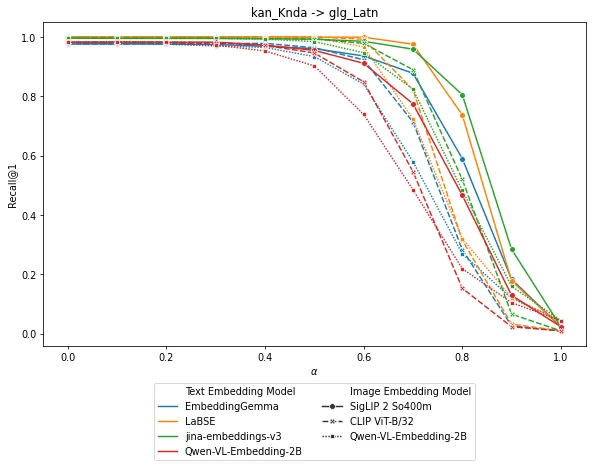 kan_Knda -> glg_Latn
Recall@1
1.0
0.8
0.6
0.4
0.2
0.0
0.0 0.2 0.4 0.6 0.8 1.0
α
Text Embedding Model Image Embedding Model
EmbeddingGemma SigLIP 2 So400m
LaBSE CLIP ViT-B/32
jina-embeddings-v3 Qwen-VL-Embedding-2B
Qwen-VL-Embedding-2B